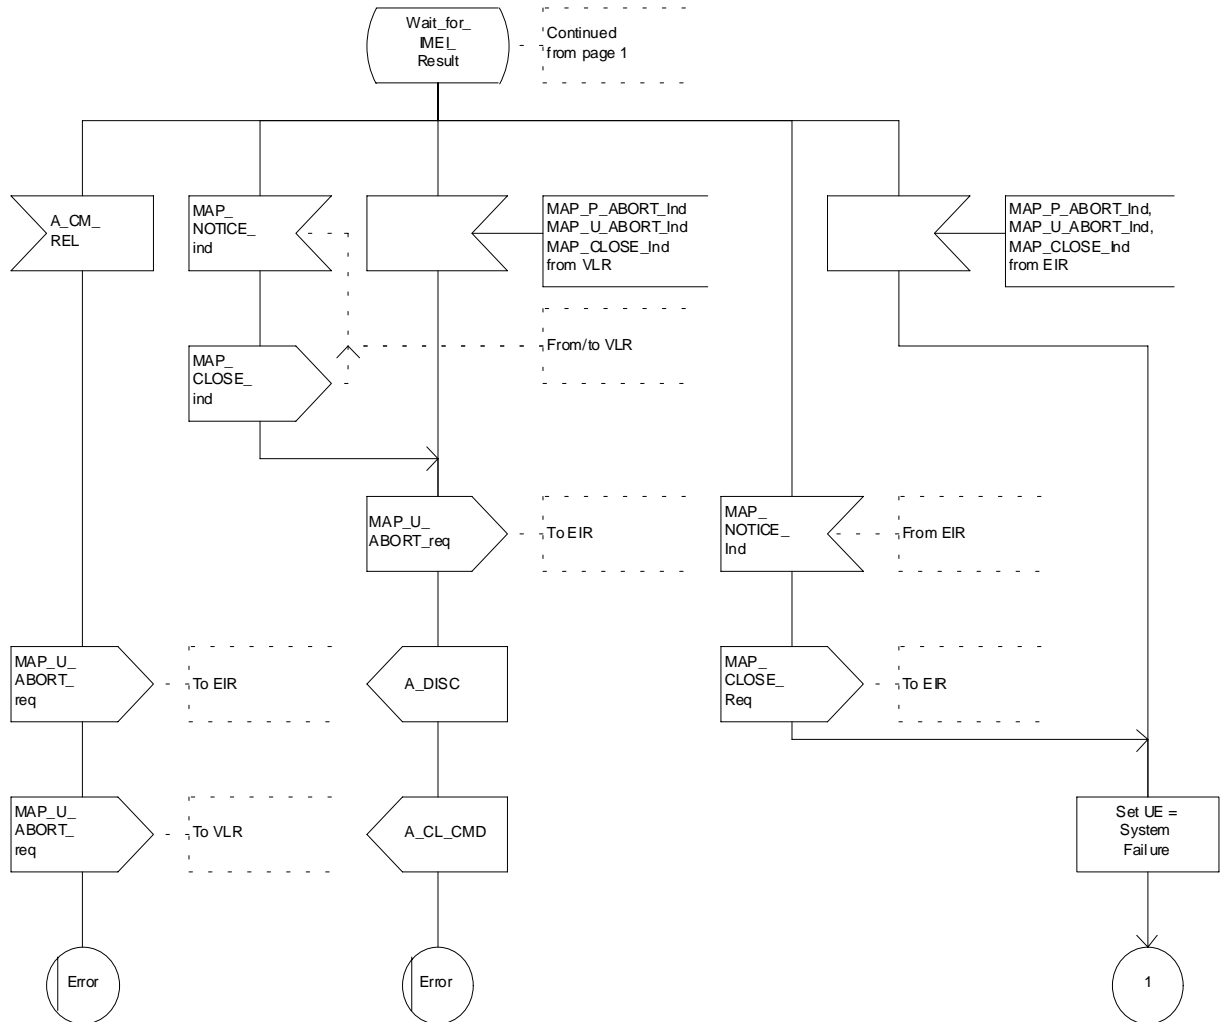 Wait_for_
IMEI_
Result
Continued
from page 1
A_CM_
REL
MAP_
NOTICE_
ind
MAP_P_ABORT_Ind
MAP_U_ABORT_Ind
MAP_CLOSE_Ind
from VLR
MAP_P_ABORT_Ind,
MAP_U_ABORT_Ind,
MAP_CLOSE_Ind
from EIR
MAP_
CLOSE_
ind
From/to VLR
MAP_U_
ABORT_req
To EIR
MAP_
NOTICE_
Ind
From EIR
MAP_U_
ABORT_
req
To EIR
A_DISC
MAP_
CLOSE_
Req
To EIR
MAP_U_
ABORT_
req
To VLR
A_CL_CMD
Set UE =
System
Failure
Error
Error
1